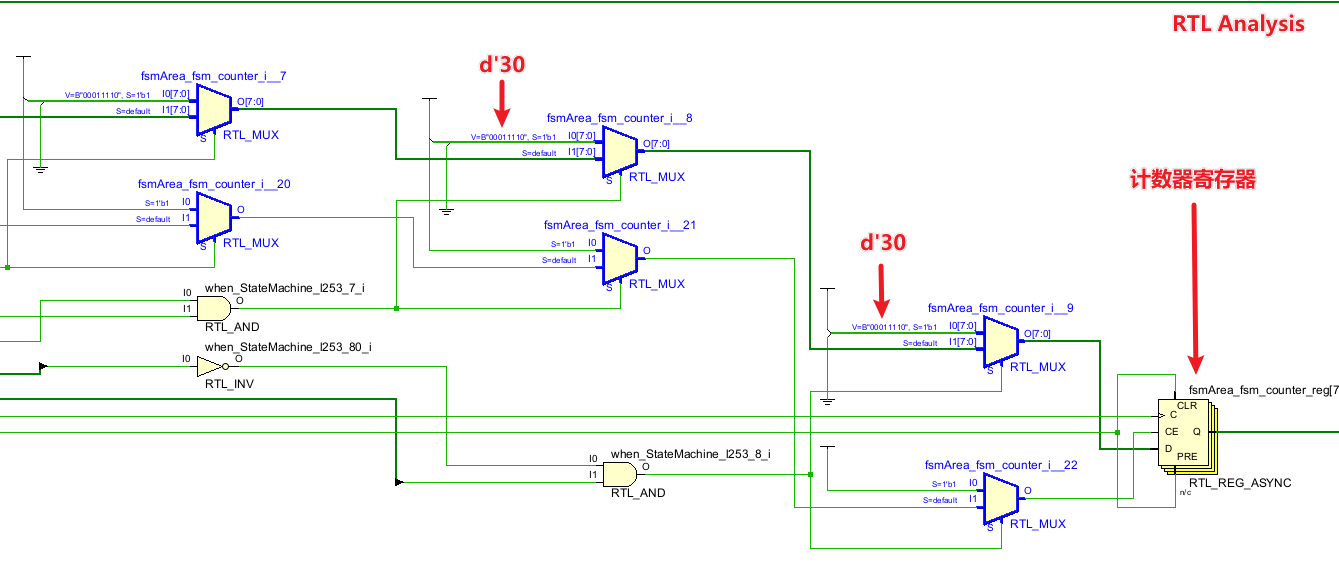 RTL Analysis
d'30
fsmArea_fsm_counter_i__7
V=B"00011110", S=1'b1
I0[7:0]
O[7:0]
S=default
I1[7:0]
S
RTL_MUX
fsmArea_fsm_counter_i__8
V=B"00011110", S=1'b1
I0[7:0]
O[7:0]
S=default
I1[7:0]
S
RTL_MUX
计数器寄存器
fsmArea_fsm_counter_i__20
S=1'b1
I0
O
S=default
I1
S
RTL_MUX
fsmArea_fsm_counter_i__21
S=1'b1
I0
O
S=default
I1
S
RTL_MUX
d'30
when_StateMachine_l253_7_i
I0
O
I1
RTL_AND
fsmArea_fsm_counter_i__9
V=B"00011110", S=1'b1
I0[7:0]
O[7:0]
S=default
I1[7:0]
S
RTL_MUX
when_StateMachine_l253_80_i
I0
O
RTL_INV
fsmArea_fsm_counter_reg[7
CLR
C
CE
Q
D
PRE
n/c
RTL_REG_ASYNC
when_StateMachine_l253_8_i
I0
O
I1
RTL_AND
fsmArea_fsm_counter_i__22
S=1'b1
I0
O
S=default
I1
S
RTL_MUX